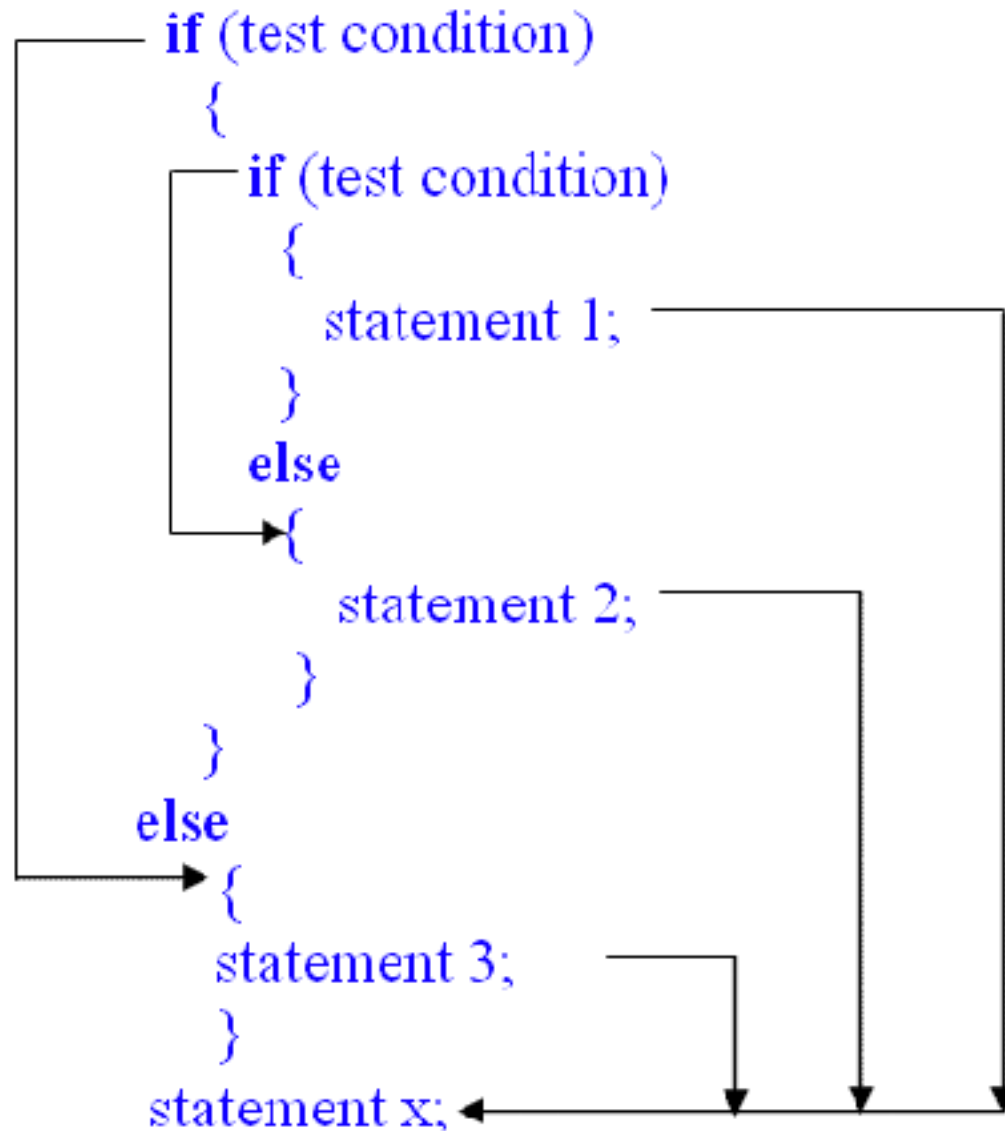 if (test condition)
{
if (test condition)
{
statement 1;
}
else
{
statement 2;
}
}
else
{
statement 3;
}
statement x;